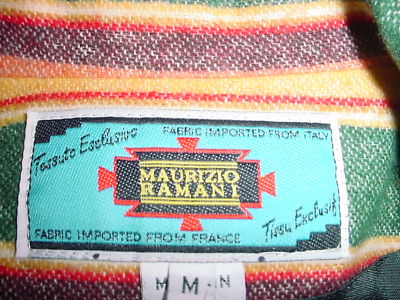 FABRIC IMPORTED FROM ITALY
Tessuto Esclusivo
MAURIZIO
RAMANI
Tissu Exclusif
FABRIC IMPORTED FROM FRANCE
M M N